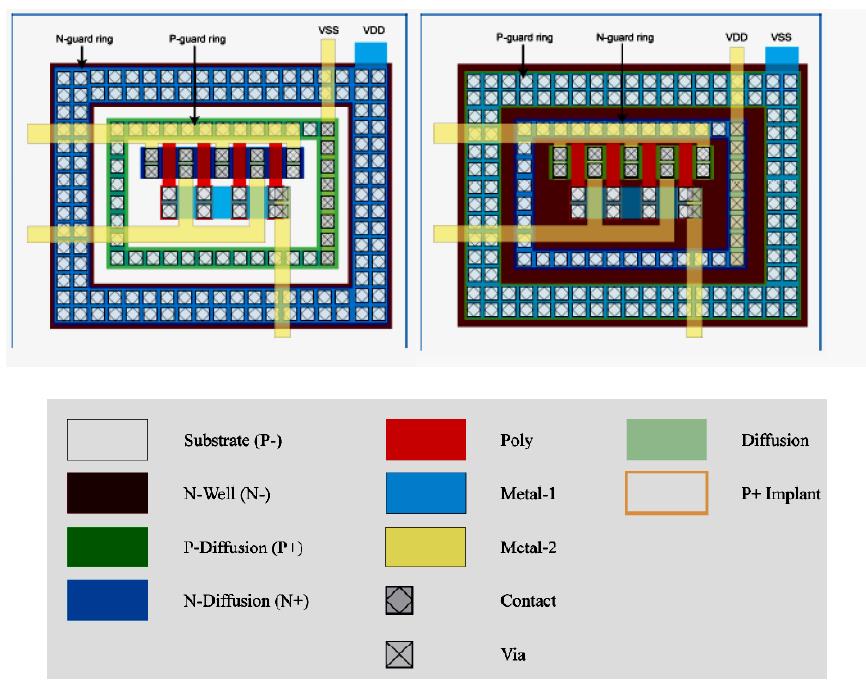 N-guard ring
P-guard ring
VSS
VDD
P-guard ring
N-guard ring
VDD
VSS
Substrate (P-)
Poly
Diffusion
N-Well (N-)
Metal-1
P+ Implant
P-Diffusion (P+)
Metal-2
N-Diffusion (N+)
Contact
Via